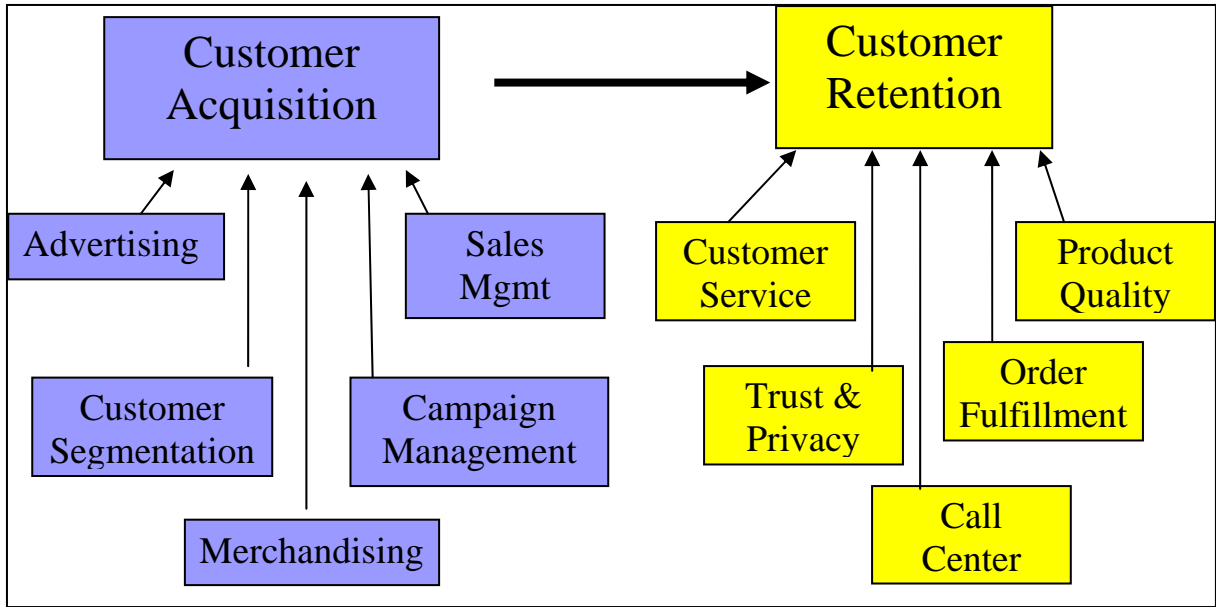 Customer
Acquisition
Customer
Retention
Advertising
Sales
Mgmt
Customer
Service
Product
Quality
Customer
Segmentation
Campaign
Management
Trust &
Privacy
Order
Fulfillment
Merchandising
Call
Center